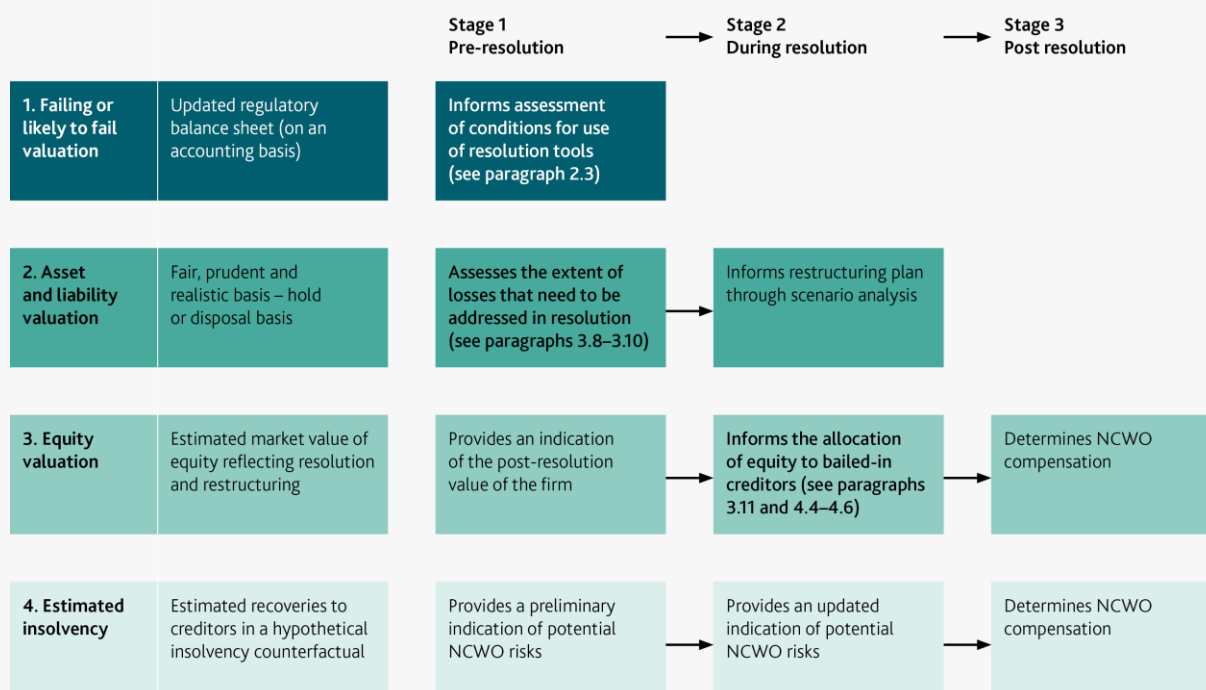 Stage 1
Pre-resolution
Stage 2
During resolution
Stage 3
Post resolution
1. Failing or
likely to fail
valuation
Updated regulatory
balance sheet (on an
accounting basis)
Informs assessment
of conditions for use
of resolution tools
(see paragraph 2.3)
2. Asset
and liability
valuation
Fair, prudent and
realistic basis – hold
or disposal basis
Assesses the extent of
losses that need to be
addressed in resolution
(see paragraphs 3.8–3.10)
Informs restructuring plan
through scenario analysis
3. Equity
valuation
Estimated market value of
equity reflecting resolution
and restructuring
Provides an indication
of the post-resolution
value of the firm
Informs the allocation
of equity to bailed-in
creditors (see paragraphs
3.11 and 4.4–4.6)
Determines NCWO
compensation
4. Estimated
insolvency
Estimated recoveries to
creditors in a hypothetical
insolvency counterfactual
Provides a preliminary
indication of potential
NCWO risks
Provides an updated
indication of potential
NCWO risks
Determines NCWO
compensation